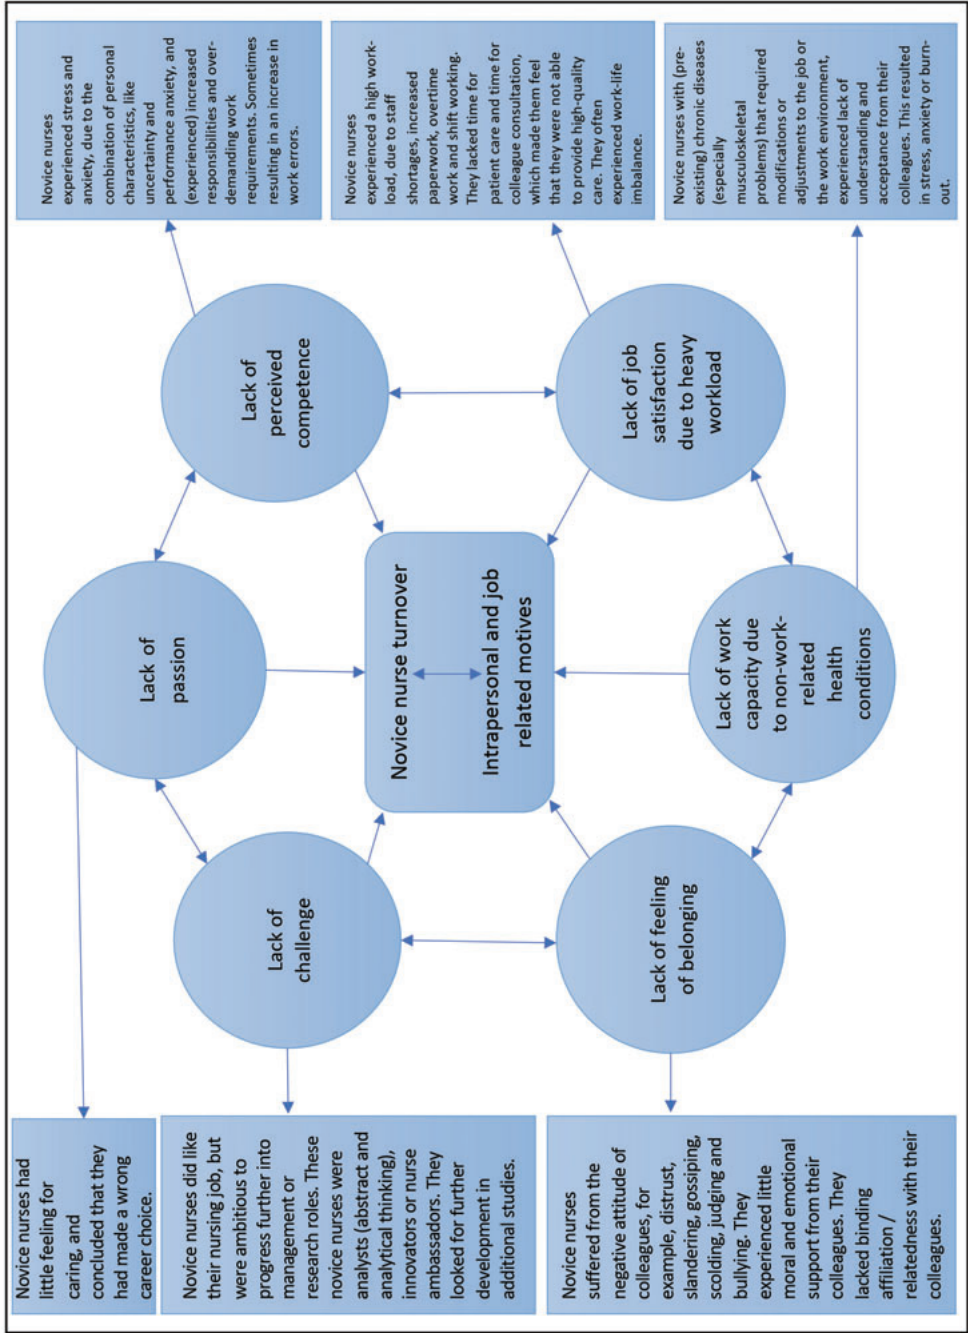 Novice nurses had
little feeling for
caring, and
concluded that they
had made a wrong
career choice.
Novice nurses did like
their nursing job, but
were ambitious to
progress further into
management or
research roles. These
novice nurses were
analysts (abstract and
analytical thinking),
innovators or nurse
ambassadors. They
looked for further
development in
additional studies.
Novice nurses
suffered from the
negative attitude of
colleagues, for
example, distrust,
slandering, gossiping,
scolding, judging and
bullying. They
experienced little
moral and emotional
support from their
colleagues. They
lacked binding
affiliation /
relatedness with their
colleagues.
Lack of
challenge
Lack of feeling
of belonging
Lack of
passion
Novice nurse turnover
Intrapersonal and job
related motives
Lack of work
capacity due
to non-work-
related
health
conditions
Lack of
perceived
competence
Lack of job
satisfaction
due to heavy
workload
Novice nurses
experienced stress and
anxiety, due to the
combination of personal
characteristics, like
uncertainty and
performance anxiety, and
(experienced) increased
responsibilities and over-
demanding work
requirements. Sometimes
resulting in an increase in
work errors.
Novice nurses
experienced a high work-
load, due to staff
shortages, increased
paperwork, overtime
work and shift working.
They lacked time for
patient care and time for
colleague consultation,
which made them feel
that they were not able
to provide high-quality
care. They often
experienced work-life
imbalance.
Novice nurses with (pre-
existing) chronic diseases
(especially
musculoskeletal
problems) that required
modifications or
adjustments to the job or
the work environment,
experienced lack of
understanding and
acceptance from their
colleagues. This resulted
in stress, anxiety or burn-
out.